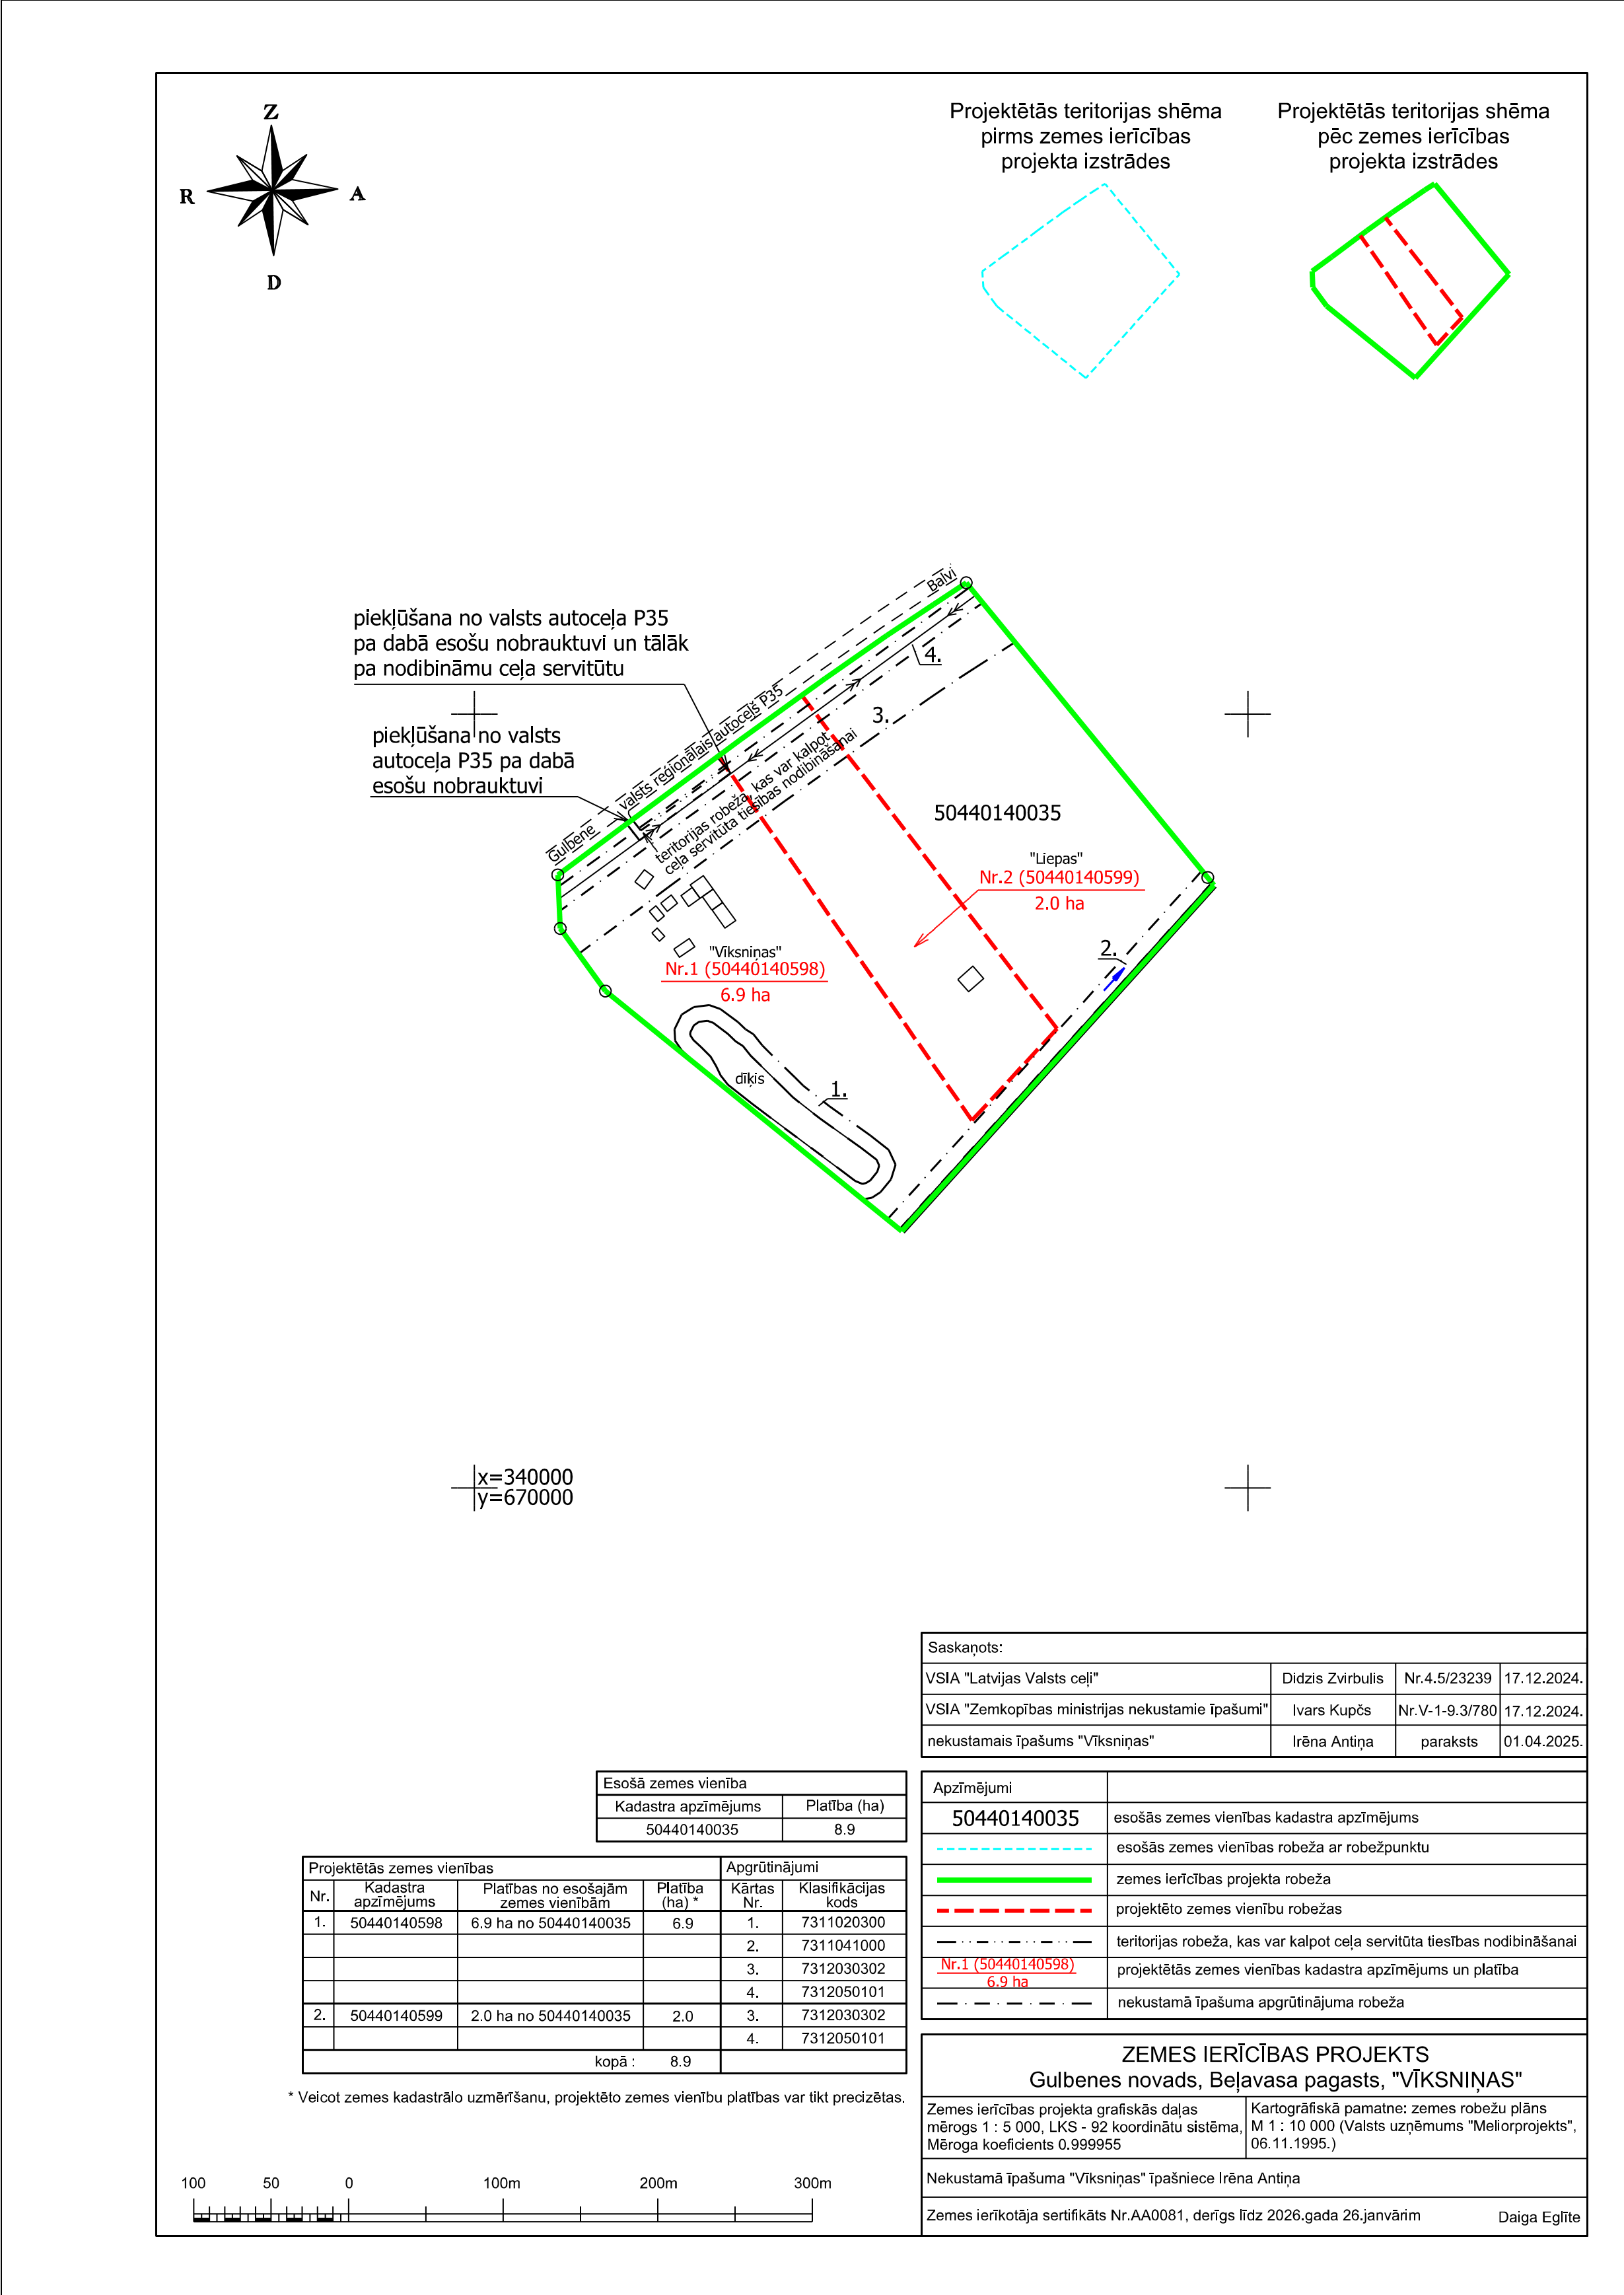 Z
R
A
D
Projektētās teritorijas shēma
pirms zemes ierīcības
projekta izstrādes
Projektētās teritorijas shēma
pēc zemes ierīcības
projekta izstrādes
piekļūšana no valsts autoceļa P35
pa dabā esošu nobrauktuvi un tālāk
pa nodibināmu ceļa servitūtu
piekļūšana no valsts
autoceļa P35 pa dabā
esošu nobrauktuvi
Gulbene
valsts reģionālais autoceļš P35
Balvi
4.
3.
teritorijas robeža, kas var kalpot
ceļa servitūta tiesības nodibināšanai
50440140035
"Liepas"
Nr.2 (50440140599)
2.0 ha
2.
"Vīksniņas"
Nr.1 (50440140598)
6.9 ha
dīķis
1.
x=340000
y=670000
Saskaņots:
VSIA "Latvijas Valsts ceļi" Didzis Zvirbulis Nr.4.5/23239 17.12.2024.
VSIA "Zemkopības ministrijas nekustamie īpašumi" Ivars Kupčs Nr.V-1-9.3/780 17.12.2024.
nekustamais īpašums "Vīksniņas" Irēna Antiņa paraksts 01.04.2025.
Esošā zemes vienība
Kadastra apzīmējums Platība (ha)
50440140035 8.9
Projektētās zemes vienības Apgrūtinājumi
Nr. Kadastra apzīmējums Platības no esošajām zemes vienībām Platība (ha) * Kārtas Nr. Klasifikācijas kods
1. 50440140598 6.9 ha no 50440140035 6.9 1. 7311020300
2. 7311041000
3. 7312030302
4. 7312050101
2. 50440140599 2.0 ha no 50440140035 2.0 3. 7312030302
4. 7312050101
kopā : 8.9
* Veicot zemes kadastrālo uzmērīšanu, projektēto zemes vienību platības var tikt precizētas.
Apzīmējumi
50440140035 esošās zemes vienības kadastra apzīmējums
esošās zemes vienības robeža ar robežpunktu
zemes ierīcības projekta robeža
projektēto zemes vienību robežas
teritorijas robeža, kas var kalpot ceļa servitūta tiesības nodibināšanai
Nr.1 (50440140598)
6.9 ha
projektētās zemes vienības kadastra apzīmējums un platība
nekustamā īpašuma apgrūtinājuma robeža
ZEMES IERĪCĪBAS PROJEKTS
Gulbenes novads, Beļavasa pagasts, "VĪKSNIŅAS"
Zemes ierīcības projekta grafiskās daļas
mērogs 1 : 5 000, LKS - 92 koordinātu sistēma,
Mēroga koeficients 0.999955
Kartogrāfiskā pamatne: zemes robežu plāns
M 1 : 10 000 (Valsts uzņēmums "Meliorprojekts",
06.11.1995.)
Nekustamā īpašuma "Vīksniņas" īpašniece Irēna Antiņa
Zemes ierīkotāja sertifikāts Nr.AA0081, derīgs līdz 2026.gada 26.janvārim Daiga Eglīte
100 50 0 100m 200m 300m